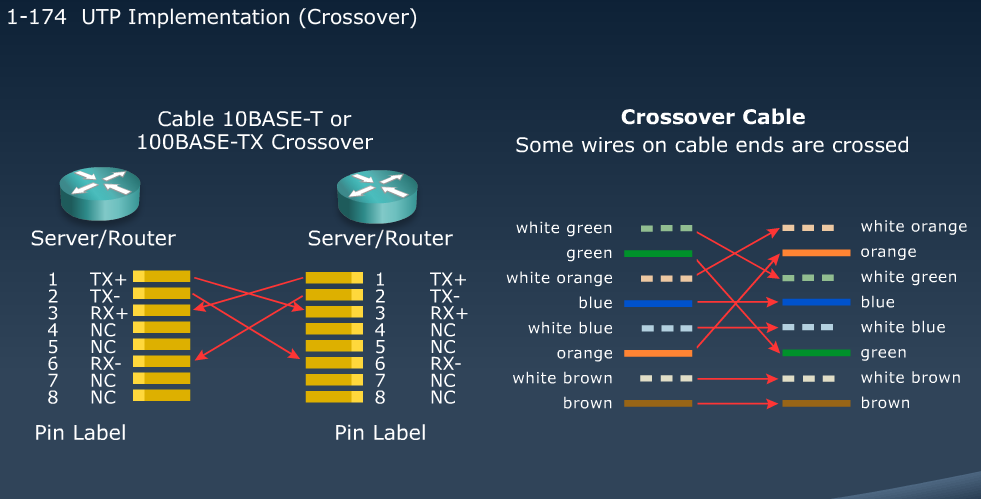 1-174 UTP Implementation (Crossover)
Cable 10BASE-T or
100BASE-TX Crossover
Server/Router
Server/Router
1 TX+
2 TX-
3 RX+
4 NC
5 NC
6 RX-
7 NC
8 NC
Pin Label
1 TX+
2 TX-
3 RX+
4 NC
5 NC
6 RX-
7 NC
8 NC
Pin Label
Crossover Cable
Some wires on cable ends are crossed
white green
green
white orange
blue
white blue
orange
white brown
brown
white orange
orange
white green
blue
white blue
green
white brown
brown